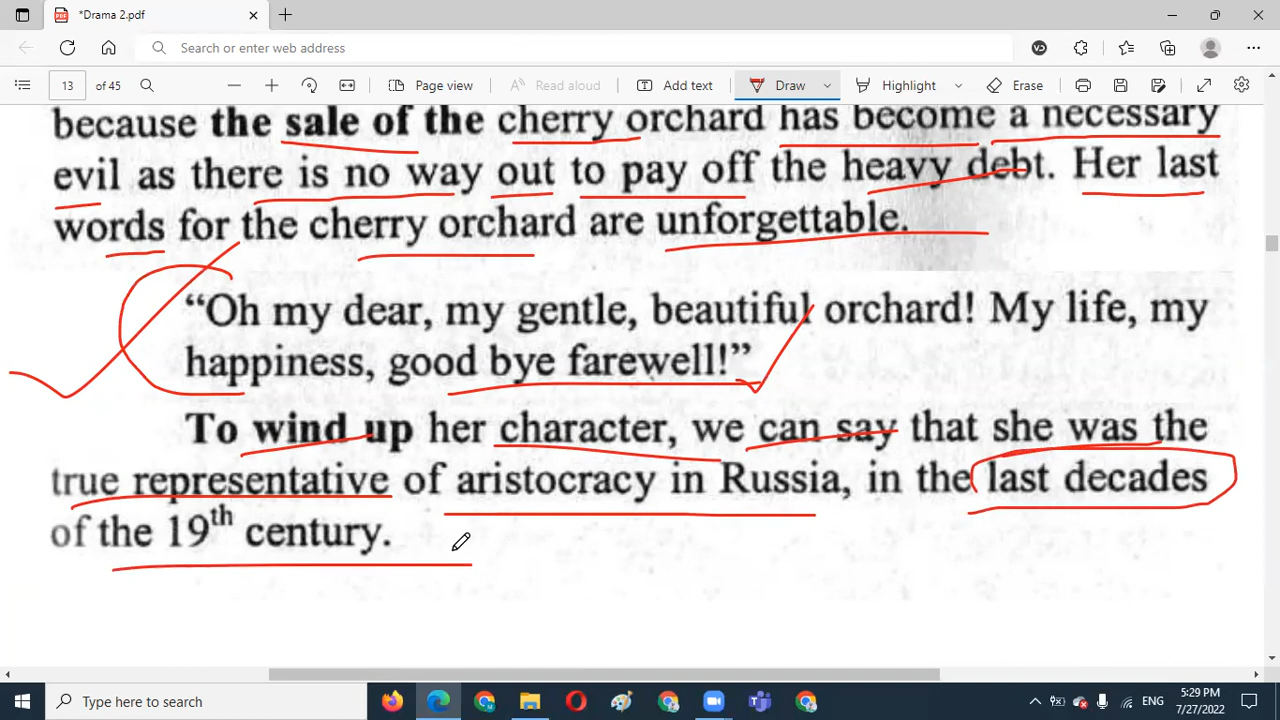 *Drama 2.pdf
Search or enter web address
13 of 45 Page view Read aloud Add text Draw Highlight Erase
because the sale of the cherry orchard has become a necessary
evil as there is no way out to pay off the heavy debt. Her last
words for the cherry orchard are unforgettable.
“Oh my dear, my gentle, beautiful orchard! My life, my
happiness, good bye farewell!”
To wind up her character, we can say that she was the
true representative of aristocracy in Russia, in the last decades
of the 19th century.
Type here to search
ENG
5:29 PM
7/27/2022